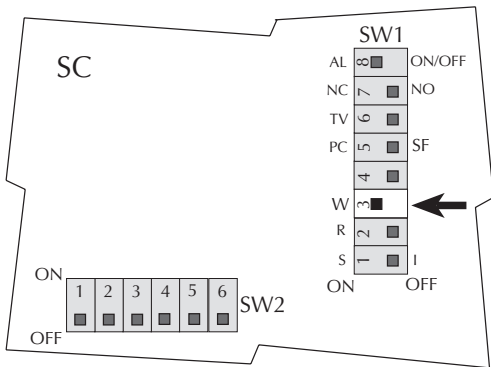 SC
SW1
AL 8 ON/OFF
NC 7 NO
TV 6
PC 5 SF
4
W 3
R 2
S 1 I
ON OFF
ON
1 2 3 4 5 6 SW2
OFF